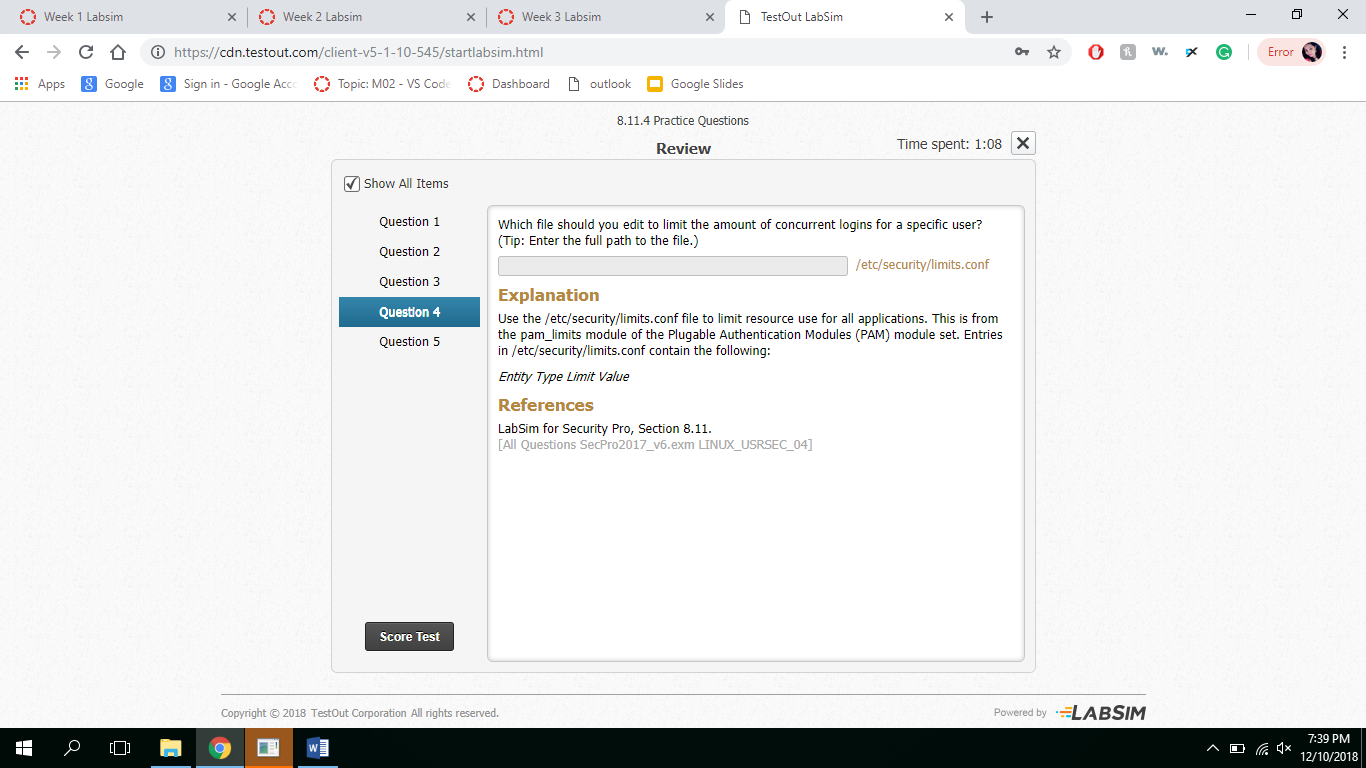 Week 1 Labsim
Week 2 Labsim
Week 3 Labsim
TestOut LabSim
https://cdn.testout.com/client-v5-1-10-545/startlabsim.html
Error
Apps
Google
Sign in - Google Acco
Topic: M02 - VS Code
Dashboard
outlook
Google Slides
8.11.4 Practice Questions
Review
Time spent: 1:08
Show All Items
Question 1
Question 2
Question 3
Question 4
Question 5
Score Test
Which file should you edit to limit the amount of concurrent logins for a specific user?
(Tip: Enter the full path to the file.)
/etc/security/limits.conf
Explanation
Use the /etc/security/limits.conf file to limit resource use for all applications. This is from
the pam_limits module of the Plugable Authentication Modules (PAM) module set. Entries
in /etc/security/limits.conf contain the following:
Entity Type Limit Value
References
LabSim for Security Pro, Section 8.11.
[All Questions SecPro2017_v6.exm LINUX_USRSEC_04]
Copyright © 2018 TestOut Corporation All rights reserved.
Powered by LABSIM
7:39 PM
12/10/2018